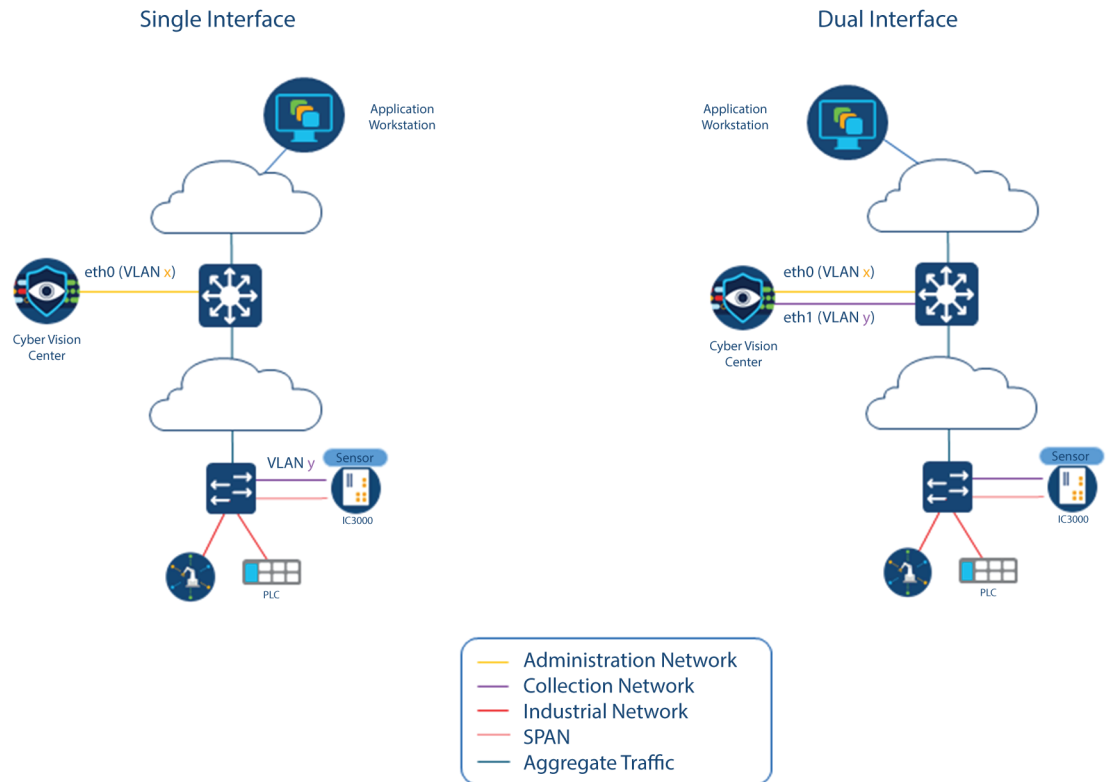 Single Interface
Application
Workstation
eth0 (VLAN x)
Cyber Vision
Center
VLAN y
Sensor
IC3000
PLC
Dual Interface
Application
Workstation
eth0 (VLAN x)
eth1 (VLAN y)
Cyber Vision
Center
Sensor
IC3000
PLC
Administration Network
Collection Network
Industrial Network
SPAN
Aggregate Traffic